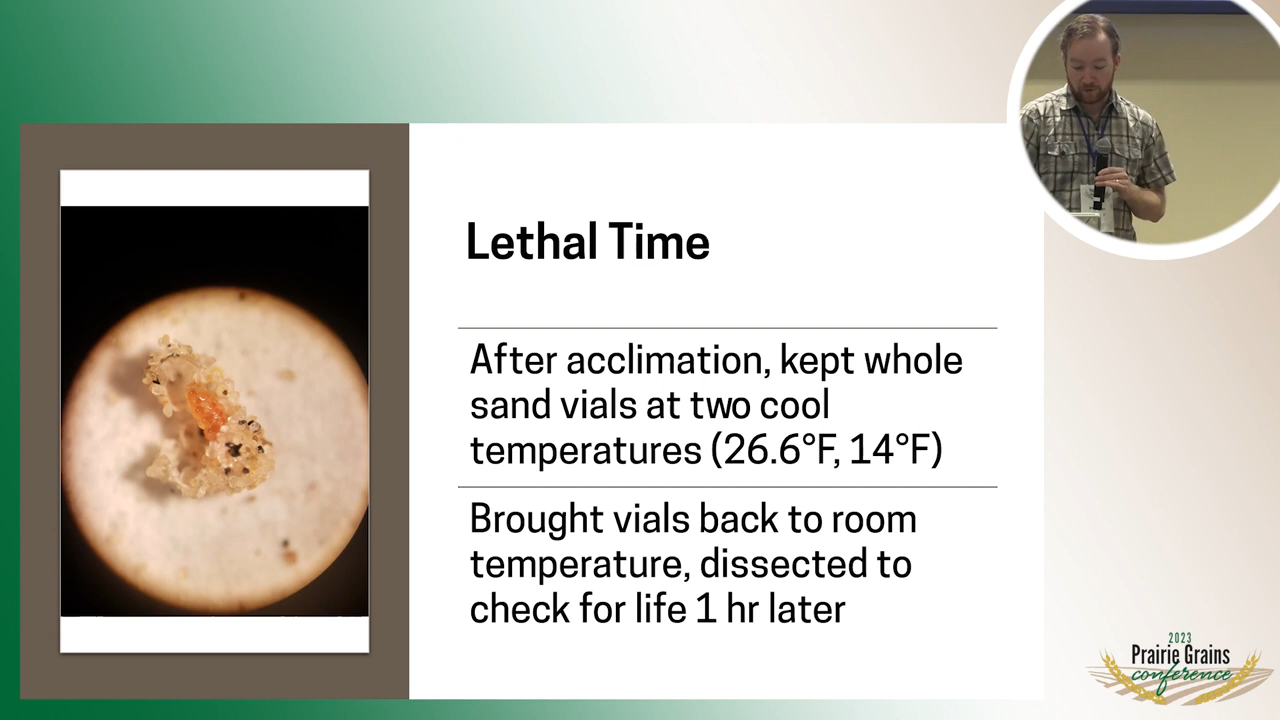 Lethal Time
After acclimation, kept whole
sand vials at two cool
temperatures (26.6°F, 14°F)
Brought vials back to room
temperature, dissected to
check for life 1 hr later
2023
Prairie Grains
conference